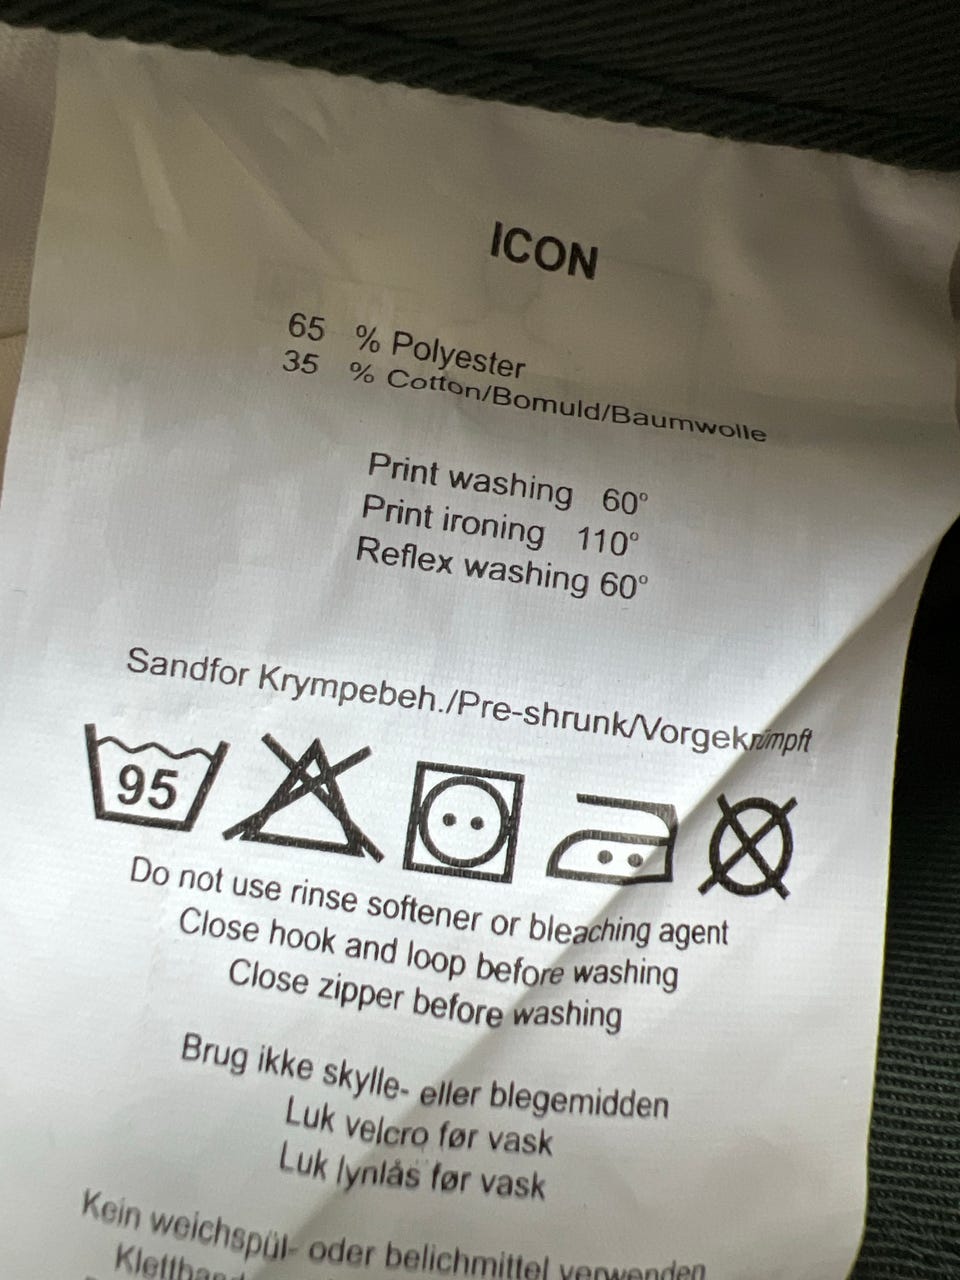 ICON
65 % Polyester
35 % Cotton/Bomuld/Baumwolle
Print washing 60°
Print ironing 110°
Reflex washing 60°
Sandfor Krympebeh./Pre-shrunk/Vorgekrümpft
95
Do not use rinse softener or bleaching agent
Close hook and loop before washing
Close zipper before washing
Brug ikke skylle- eller blegemidden
Luk velcro før vask
Luk lynlås før vask
Kein weichspül- oder belichmittel verwenden